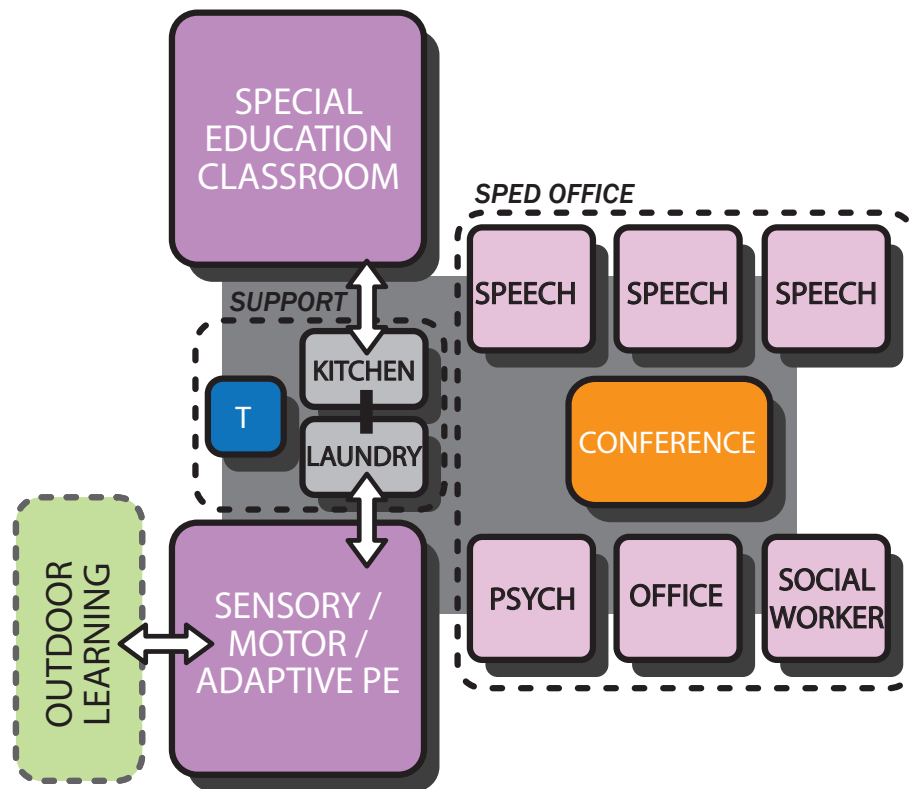 SPECIAL
EDUCATION
CLASSROOM
SPED OFFICE
SPEECH
SPEECH
SPEECH
SUPPORT
KITCHEN
T
LAUNDRY
CONFERENCE
OUTDOOR
LEARNING
SENSORY /
MOTOR /
ADAPTIVE PE
PSYCH
OFFICE
SOCIAL
WORKER